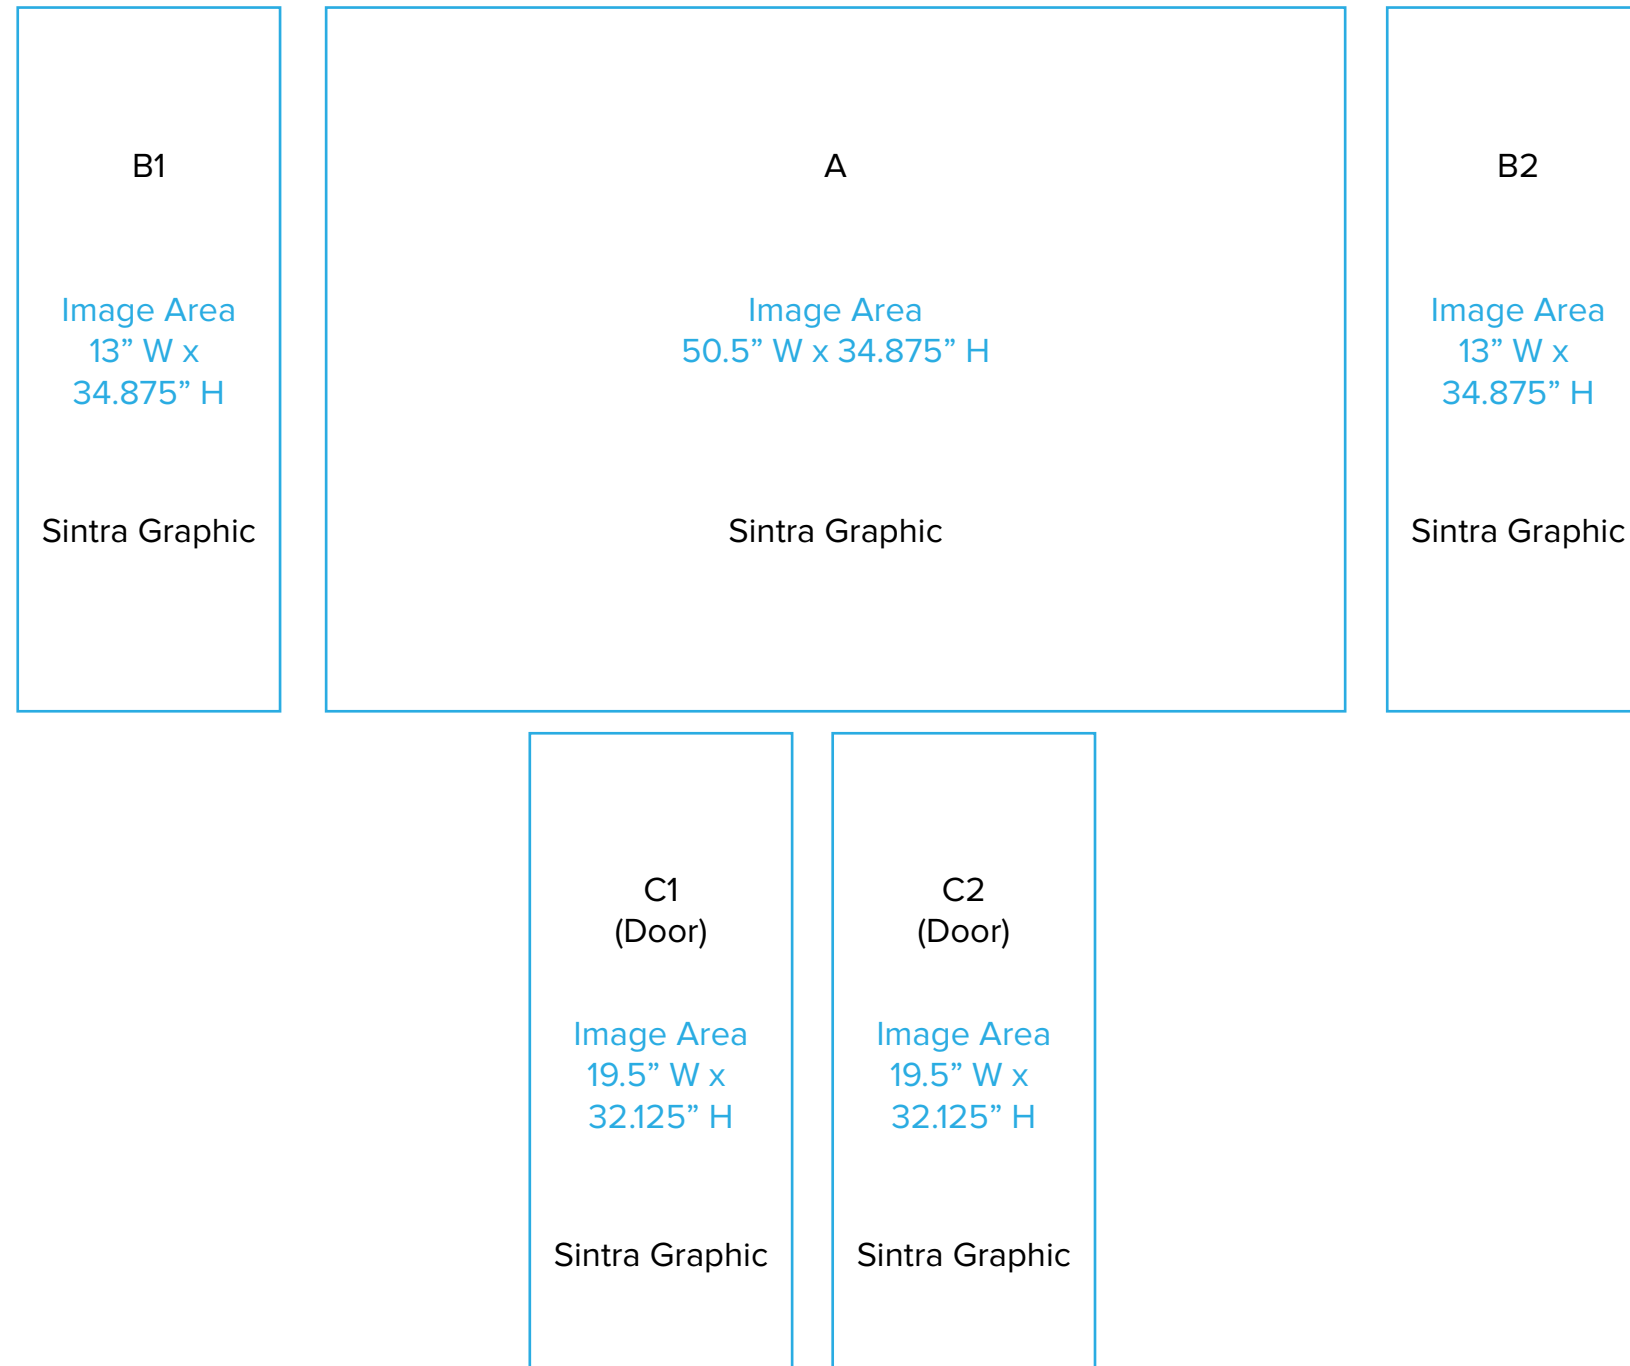 B1
Image Area
13” W x
34.875” H
Sintra Graphic
A
Image Area
50.5” W x 34.875” H
Sintra Graphic
B2
Image Area
13” W x
34.875” H
Sintra Graphic
C1
(Door)
Image Area
19.5” W x
32.125” H
Sintra Graphic
C2
(Door)
Image Area
19.5” W x
32.125” H
Sintra Graphic